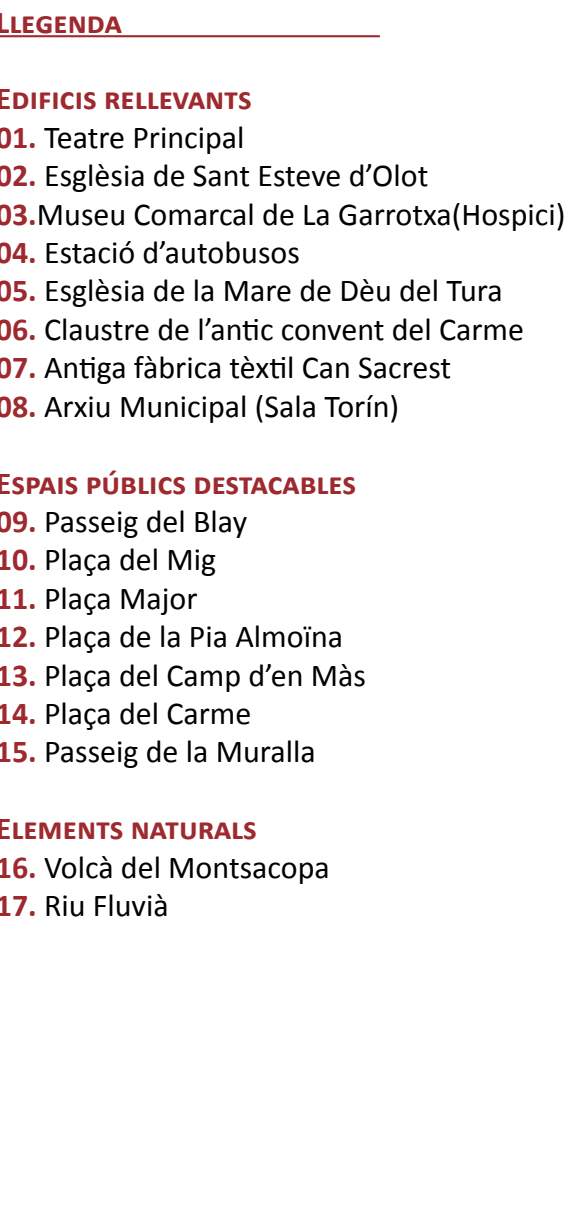 LLEGENDA
EDIFICIS RELLEVANTS
01. Teatre Principal
02. Esglèsia de Sant Esteve d’Olot
03.Museu Comarcal de La Garrotxa(Hospici)
04. Estació d’autobusos
05. Esglèsia de la Mare de Dèu del Tura
06. Claustre de l’antic convent del Carme
07. Antiga fàbrica tèxtil Can Sacrest
08. Arxiu Municipal (Sala Torín)
ESPAIS PÚBLICS DESTACABLES
09. Passeig del Blay
10. Plaça del Mig
11. Plaça Major
12. Plaça de la Pia Almoïna
13. Plaça del Camp d’en Màs
14. Plaça del Carme
15. Passeig de la Muralla
ELEMENTS NATURALS
16. Volcà del Montsacopa
17. Riu Fluvià